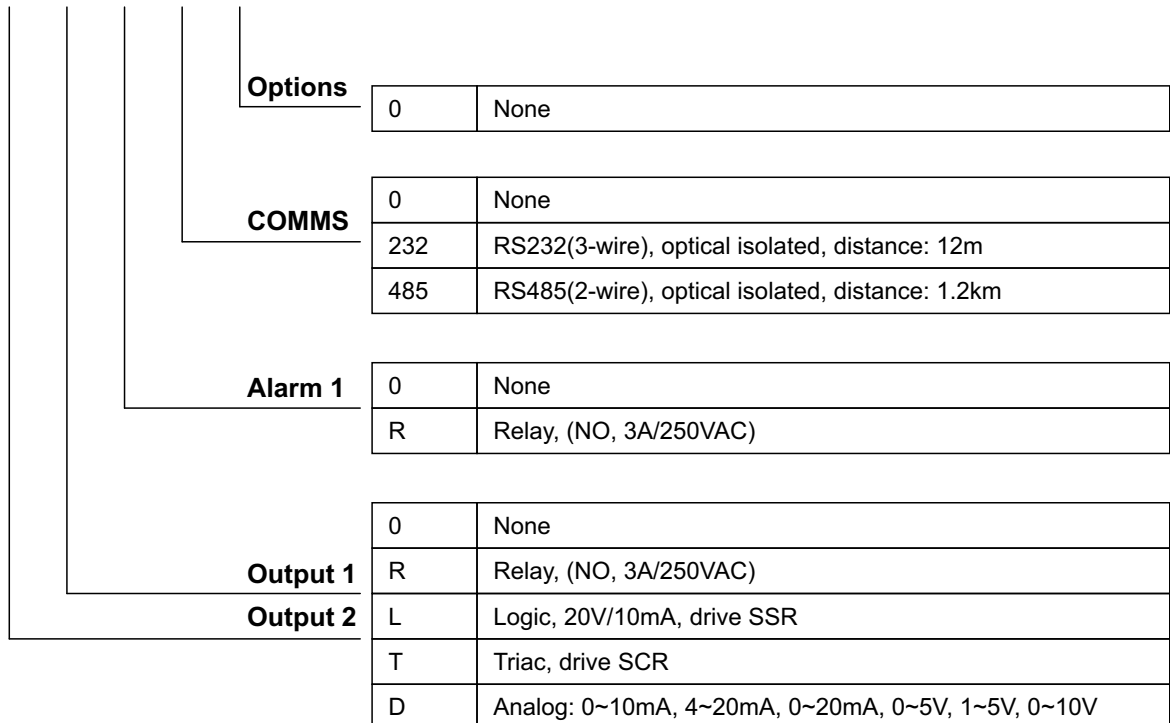 Options
0 None
COMMS
0 None
232 RS232(3-wire), optical isolated, distance: 12m
485 RS485(2-wire), optical isolated, distance: 1.2km
Alarm 1
0 None
R Relay, (NO, 3A/250VAC)
Output 1
Output 2
0 None
R Relay, (NO, 3A/250VAC)
L Logic, 20V/10mA, drive SSR
T Triac, drive SCR
D Analog: 0~10mA, 4~20mA, 0~20mA, 0~5V, 1~5V, 0~10V